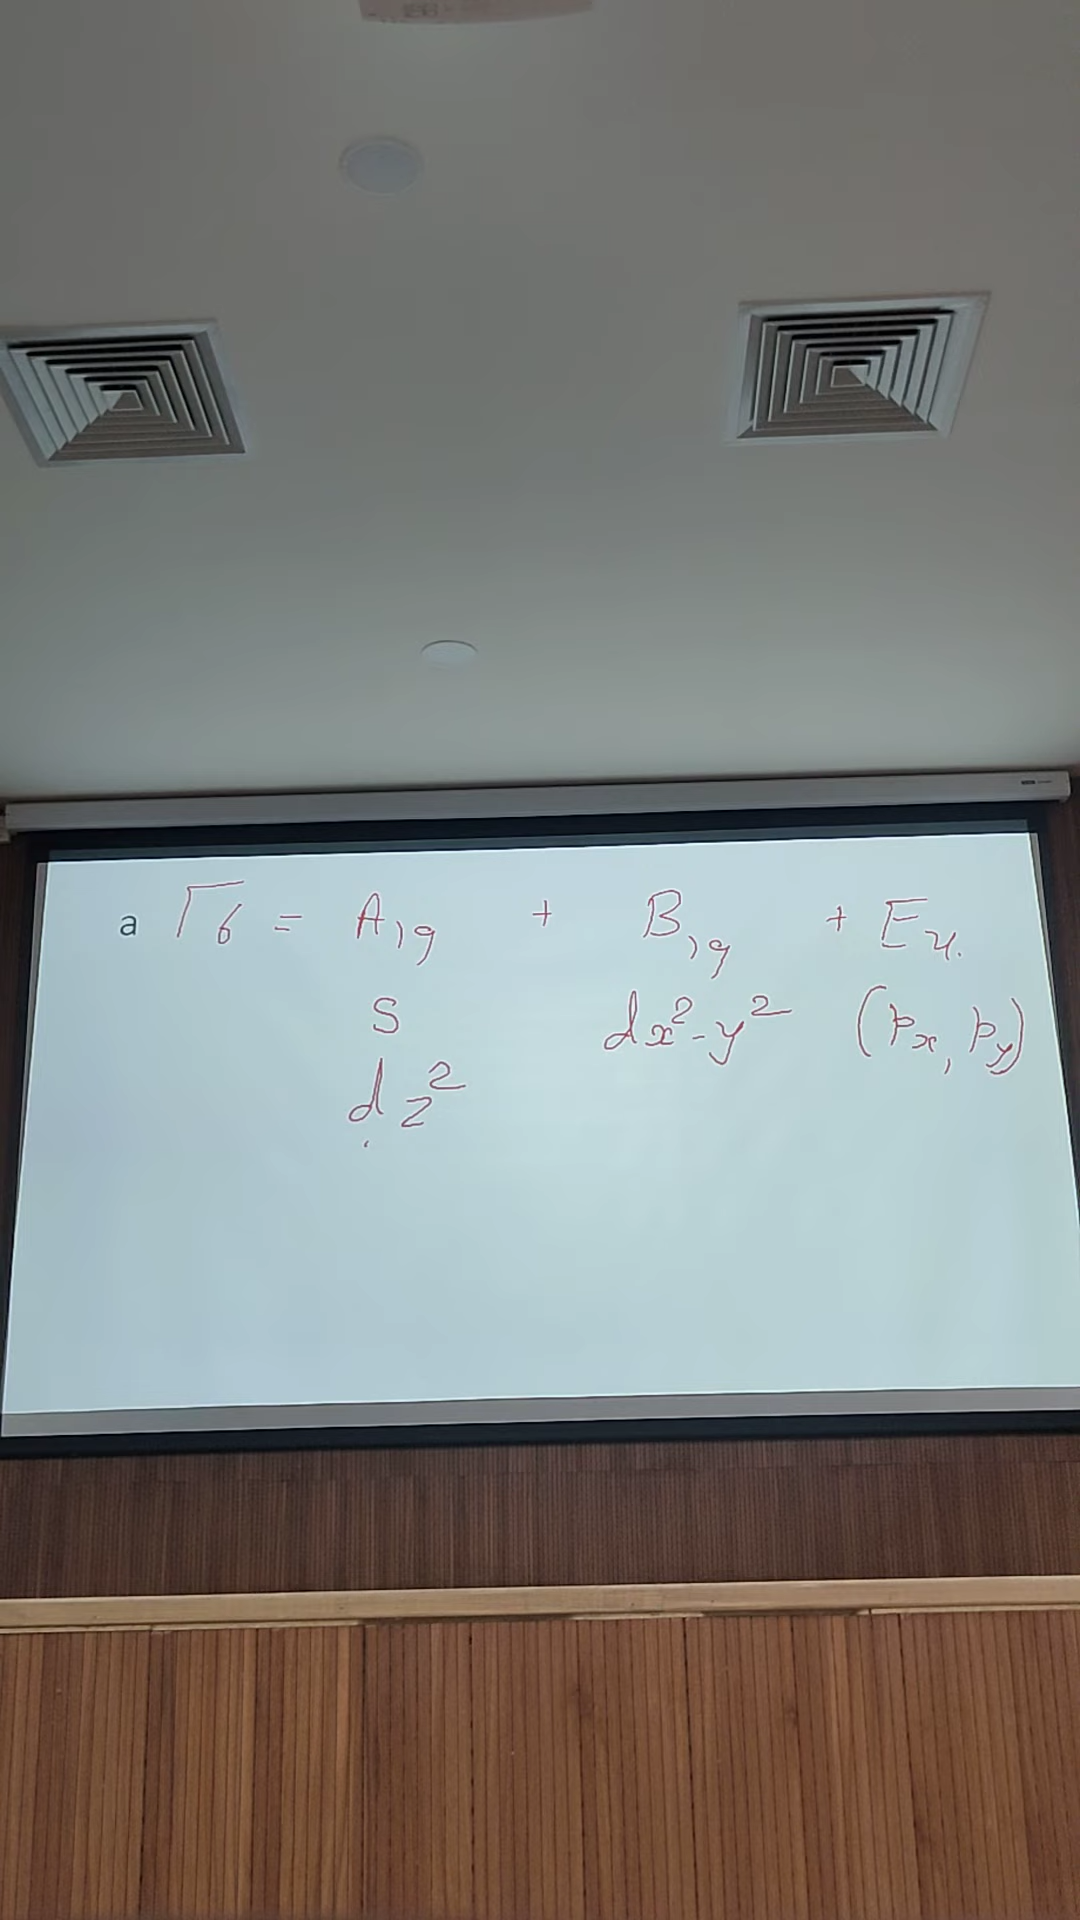 a Γσ = A₁g + B₁g + Eu.
S dx²-y² (px, py)
dz²